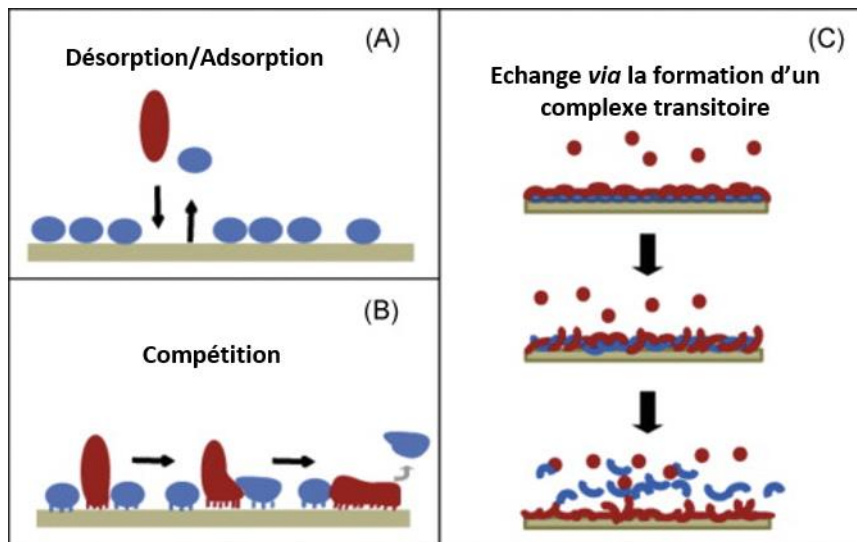 (A)
Désorption/Adsorption
(B)
Compétition
(C)
Echange via la formation d'un
complexe transitoire